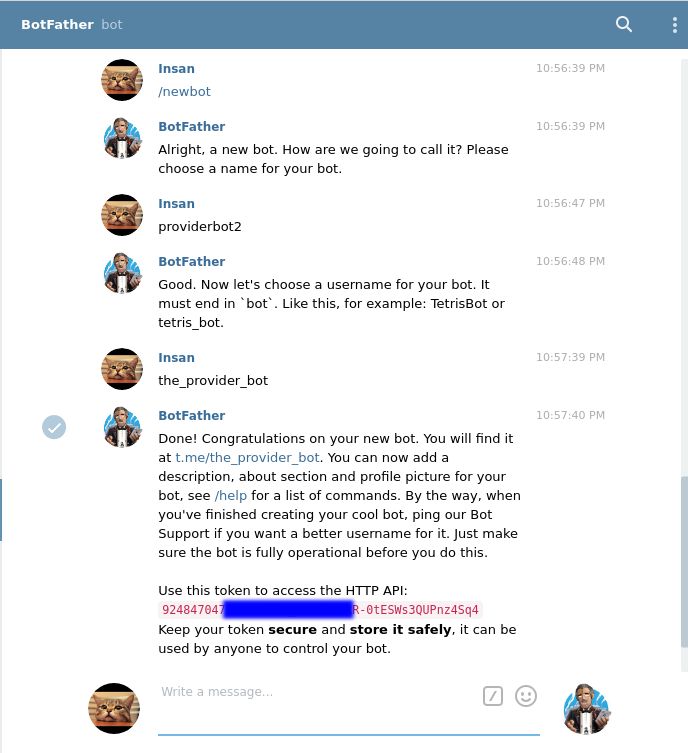 BotFather bot
Insan 10:56:39 PM
/newbot
BotFather 10:56:39 PM
Alright, a new bot. How are we going to call it? Please
choose a name for your bot.
Insan 10:56:47 PM
providerbot2
BotFather 10:56:48 PM
Good. Now let's choose a username for your bot. It
must end in `bot`. Like this, for example: TetrisBot or
tetris_bot.
Insan 10:57:39 PM
the_provider_bot
BotFather 10:57:40 PM
Done! Congratulations on your new bot. You will find it
at t.me/the_provider_bot. You can now add a
description, about section and profile picture for your
bot, see /help for a list of commands. By the way, when
you've finished creating your cool bot, ping our Bot
Support if you want a better username for it. Just make
sure the bot is fully operational before you do this.
Use this token to access the HTTP API:
924847047 R-0tESWs3QUPnz4Sq4
Keep your token secure and store it safely, it can be
used by anyone to control your bot.
Write a message...